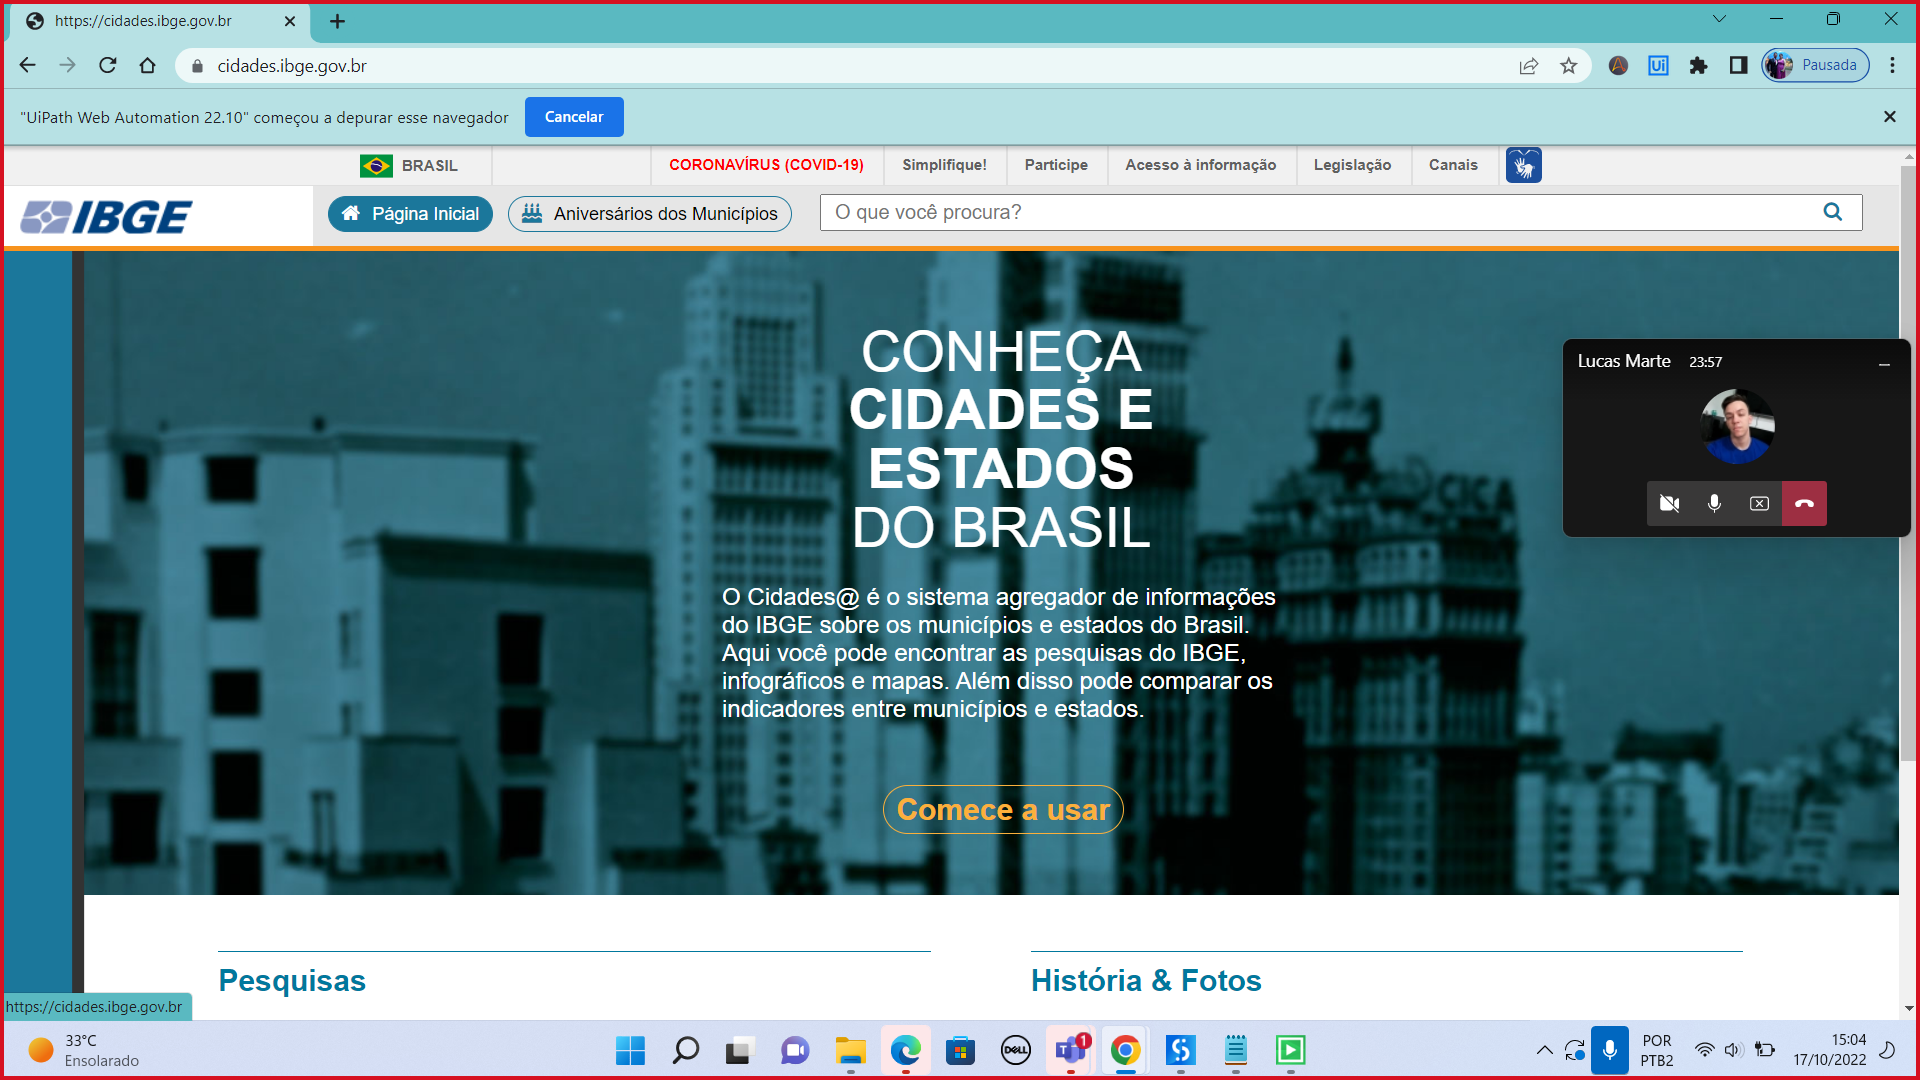 https://cidades.ibge.gov.br
cidades.ibge.gov.br
Pausada
"UiPath Web Automation 22.10" começou a depurar esse navegador
Cancelar
BRASIL
CORONAVÍRUS (COVID-19)
Simplifique!
Participe
Acesso à informação
Legislação
Canais
IBGE
Página Inicial
Aniversários dos Municípios
O que você procura?
CONHEÇA
CIDADES E
ESTADOS
DO BRASIL
O Cidades@ é o sistema agregador de informações
do IBGE sobre os municípios e estados do Brasil.
Aqui você pode encontrar as pesquisas do IBGE,
infográficos e mapas. Além disso pode comparar os
indicadores entre municípios e estados.
Comece a usar
CICA
Lucas Marte 23:57
Pesquisas
História & Fotos
https://cidades.ibge.gov.br
33°C
Ensolarado
DELL
1
POR
PTB2
15:04
17/10/2022
Ui